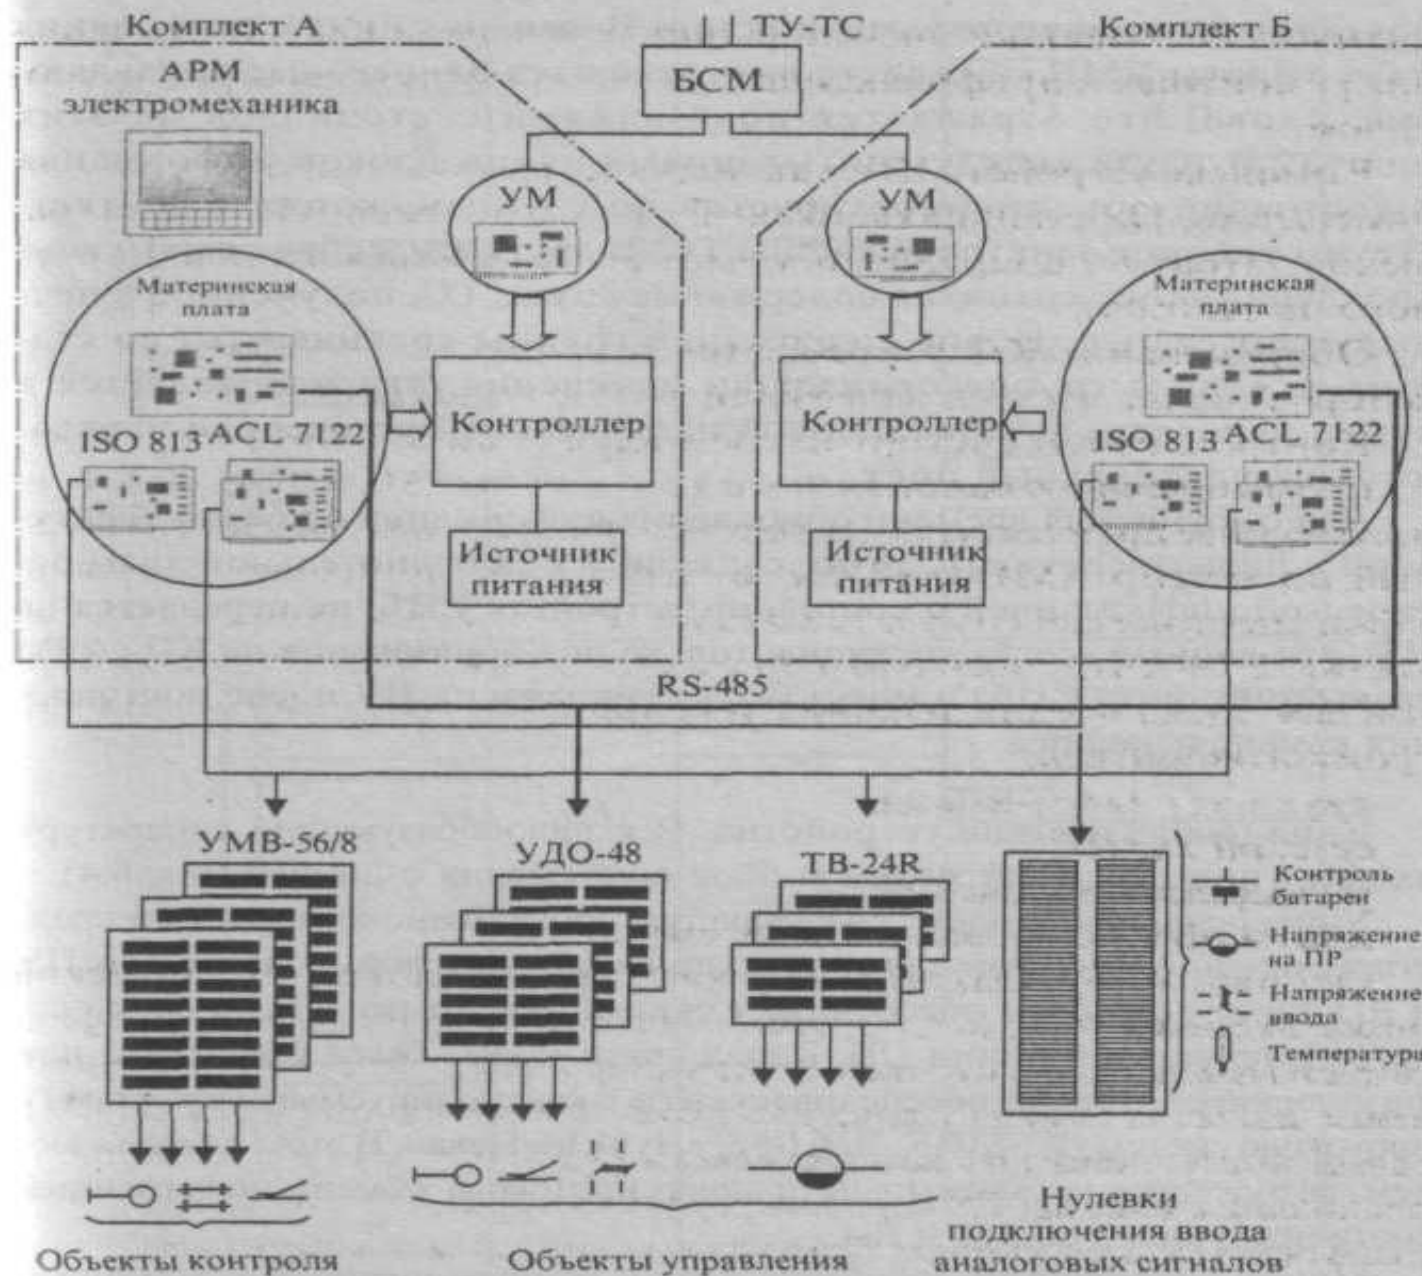 Комплект А
ТУ-ТС
Комплект Б
АРМ
электромеханика
БСМ
УМ
УМ
Материнская
плата
Материнская
плата
Контроллер
Контроллер
ISO 813
ACL 7122
ISO 813
ACL 7122
Источник
питания
Источник
питания
RS-485
УМВ-56/8
УДО-48
ТВ-24R
Контроль
батареи
Напряжение
на ПР
Напряжение
ввода
Температура
Нулевки
подключения ввода
аналоговых сигналов
Объекты контроля
Объекты управления